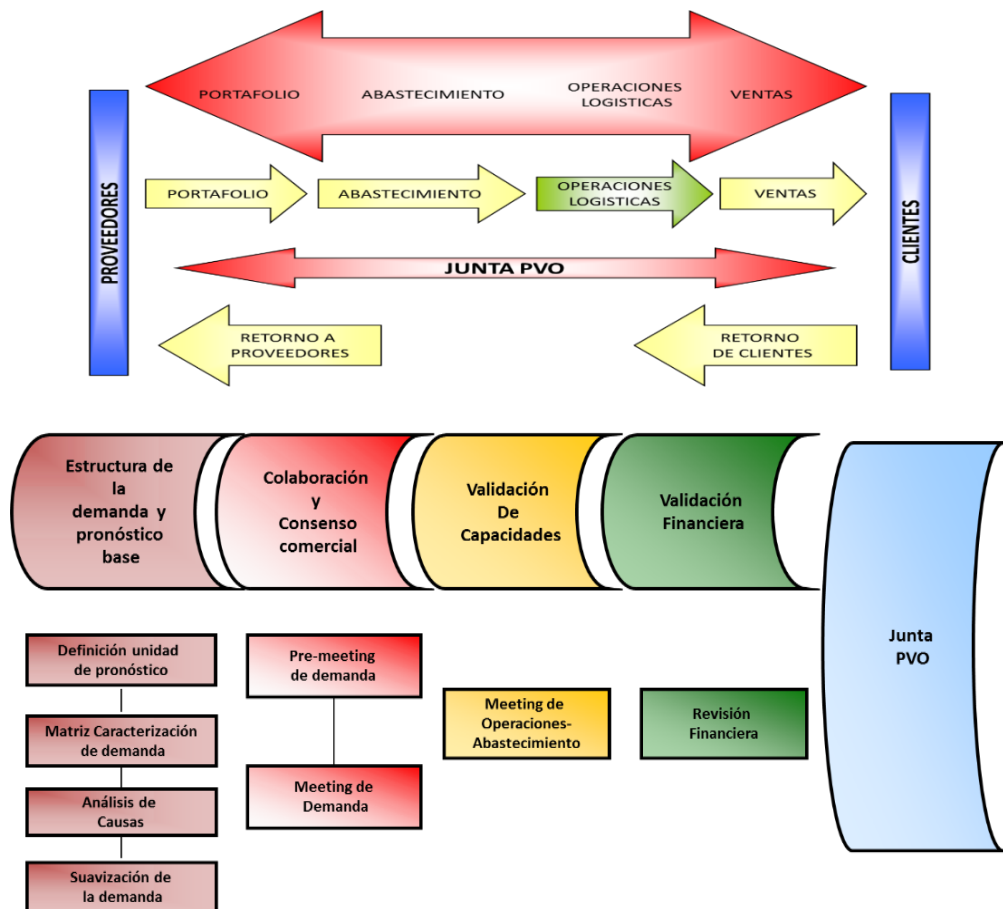 PORTAFOLIO
ABASTECIMIENTO
OPERACIONES
LOGISTICAS
VENTAS
PROVEEDORES
PORTAFOLIO
ABASTECIMIENTO
OPERACIONES
LOGISTICAS
VENTAS
CLIENTES
JUNTA PVO
RETORNO A
PROVEEDORES
RETORNO
DE CLIENTES
Estructura de
la
demanda y
pronóstico
base
Colaboración
y
Consenso
comercial
Validación
De
Capacidades
Validación
Financiera
Junta
PVO
Definición unidad
de pronóstico
Matriz Caracterización
de demanda
Análisis de
Causas
Suavización de
la demanda
Pre-meeting
de demanda
Meeting de
Demanda
Meeting de
Operaciones-
Abastecimiento
Revisión
Financiera